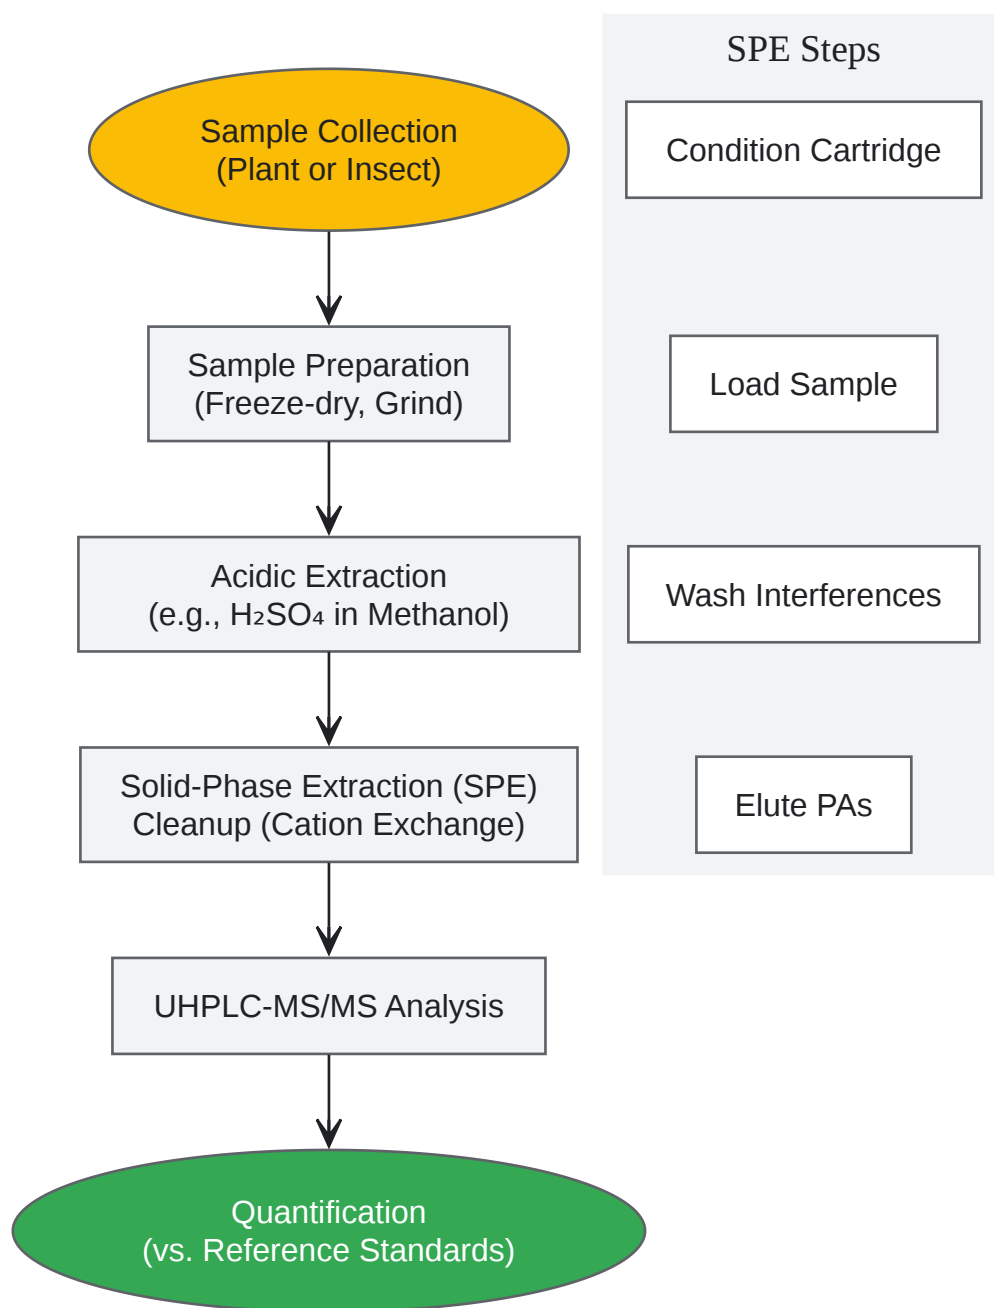 Sample Collection
(Plant or Insect)
Sample Preparation
(Freeze-dry, Grind)
Acidic Extraction
(e.g., H₂SO₄ in Methanol)
Solid-Phase Extraction (SPE)
Cleanup (Cation Exchange)
UHPLC-MS/MS Analysis
Quantification
(vs. Reference Standards)
SPE Steps
Condition Cartridge
Load Sample
Wash Interferences
Elute PAs